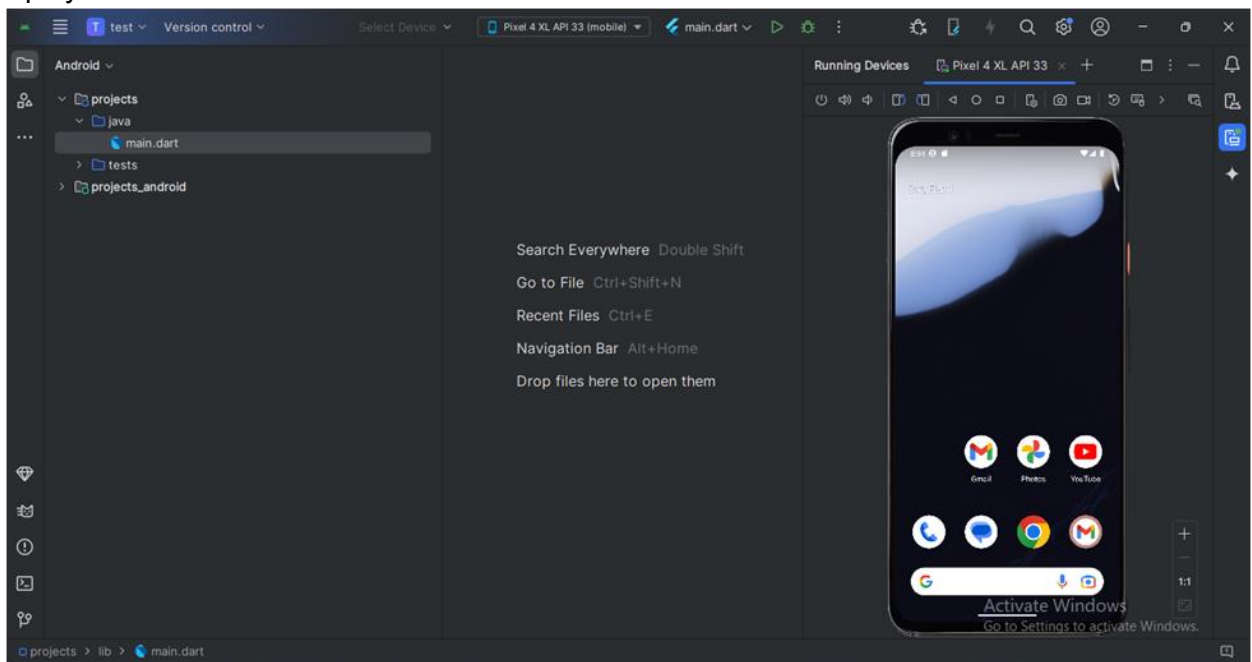 T test Version control Select Device Pixel 4 XL API 33 (mobile) main.dart
Android
Running Devices Pixel 4 XL API 33
projects
java
main.dart
tests
projects_android
Search Everywhere Double Shift
Go to File Ctrl+Shift+N
Recent Files Ctrl+E
Navigation Bar Alt+Home
Drop files here to open them
Gmail Photos YouTube
1:1
Activate Windows
Go to Settings to activate Windows.
projects > lib > main.dart